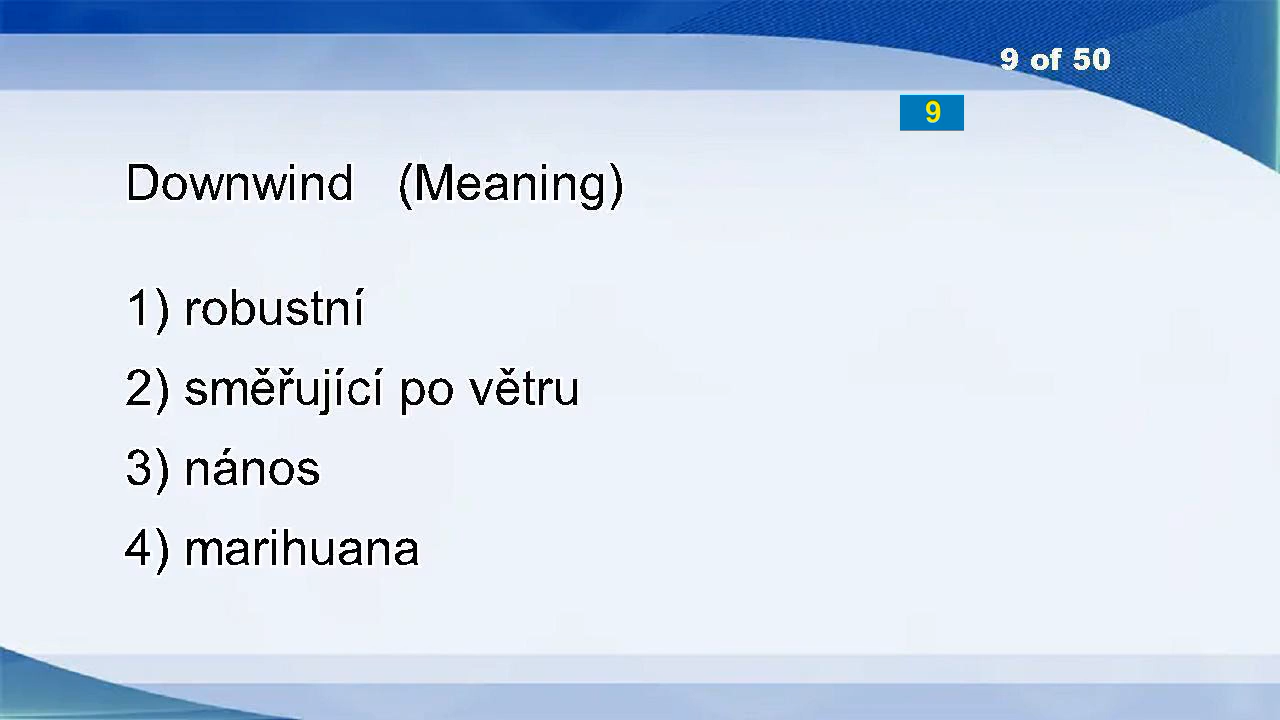 9 of 50
9
Downwind (Meaning)
1) robustní
2) směřující po větru
3) nános
4) marihuana